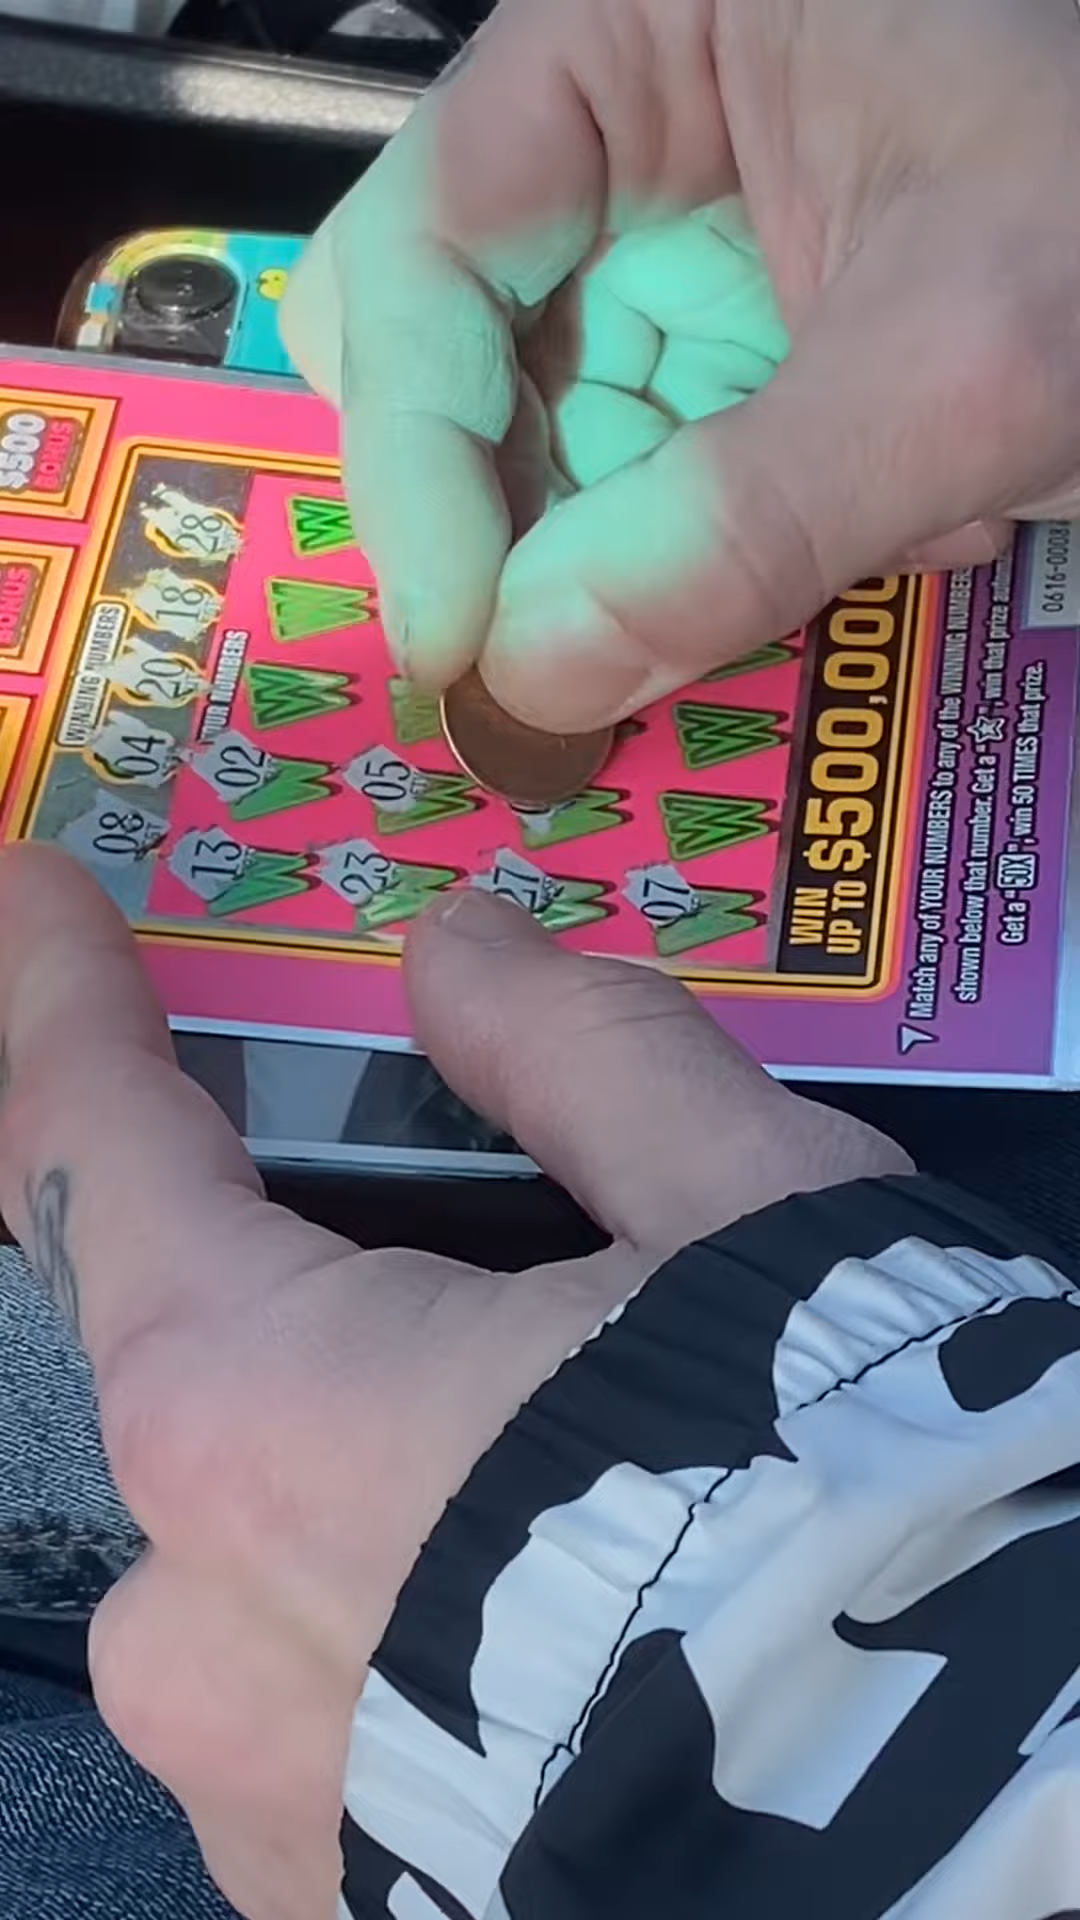 $500
BONUS
BONUS
WINNING NUMBERS
08
04
20
18
28
YOUR NUMBERS
13
02
23
05
27
07
WIN
UP TO $500,000
Match any of YOUR NUMBERS to any of the WINNING NUMBERS
shown below that number. Get a " ", win that prize
Get a "50X", win 50 TIMES that prize.